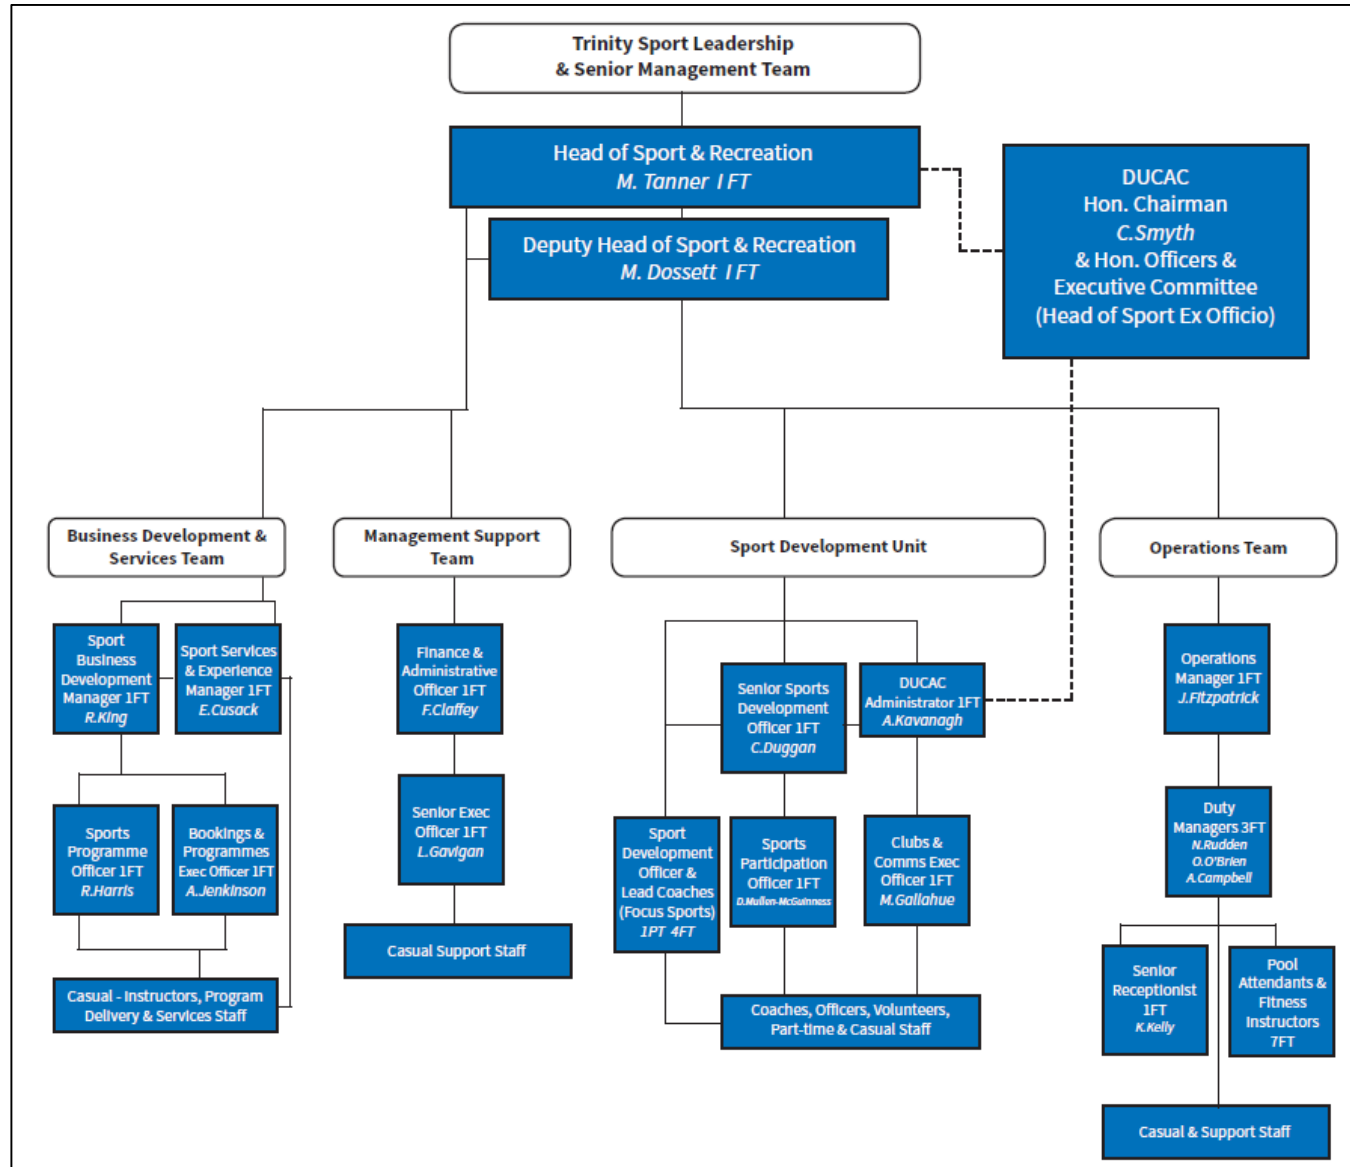 Trinity Sport Leadership
& Senior Management Team
Head of Sport & Recreation
M. Tanner I FT
Deputy Head of Sport & Recreation
M. Dossett I FT
DUCAC
Hon. Chairman
C.Smyth
& Hon. Officers &
Executive Committee
(Head of Sport Ex Officio)
Business Development &
Services Team
Management Support
Team
Sport Development Unit
Operations Team
Sport
Business
Development
Manager 1FT
R.King
Sport Services
& Experience
Manager 1FT
E.Cusack
Finance &
Administrative
Officer 1FT
F.Claffey
Senior Sports
Development
Officer 1FT
C.Duggan
DUCAC
Administrator 1FT
A.Kavanagh
Operations
Manager 1FT
J.Fitzpatrick
Sports
Programme
Officer 1FT
R.Harris
Bookings &
Programmes
Exec Officer 1FT
A.Jenkinson
Senior Exec
Officer 1FT
L.Gavigan
Sport
Development
Officer &
Lead Coaches
(Focus Sports)
1PT 4FT
Sports
Participation
Officer 1FT
D.Mullen-McGuinness
Clubs &
Comms Exec
Officer 1FT
M.Gallahue
Duty
Managers 3FT
N.Rudden
O.O'Brien
A.Campbell
Casual - Instructors, Program
Delivery & Services Staff
Casual Support Staff
Coaches, Officers, Volunteers,
Part-time & Casual Staff
Senior
Receptionist
1FT
K.Kelly
Pool
Attendants &
Fitness
Instructors
7FT
Casual & Support Staff